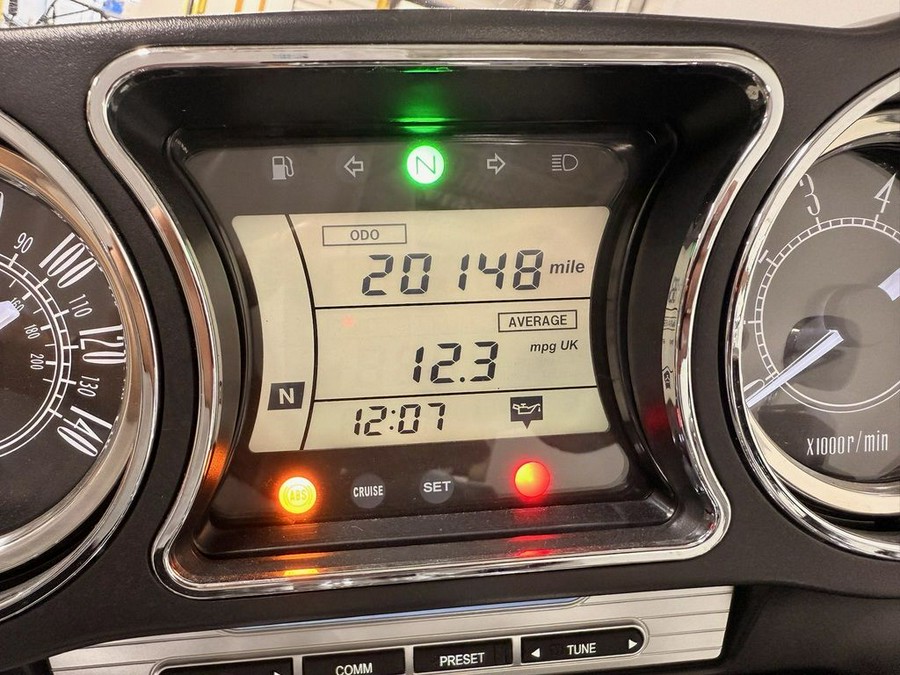 N
ODO
20148 mile
AVERAGE
mpg UK
12.3
N
12:07
ABS
CRUISE
SET
90
100
110
120
130
140
160
180
200
3
4
X1000r/min
COMM
PRESET
TUNE